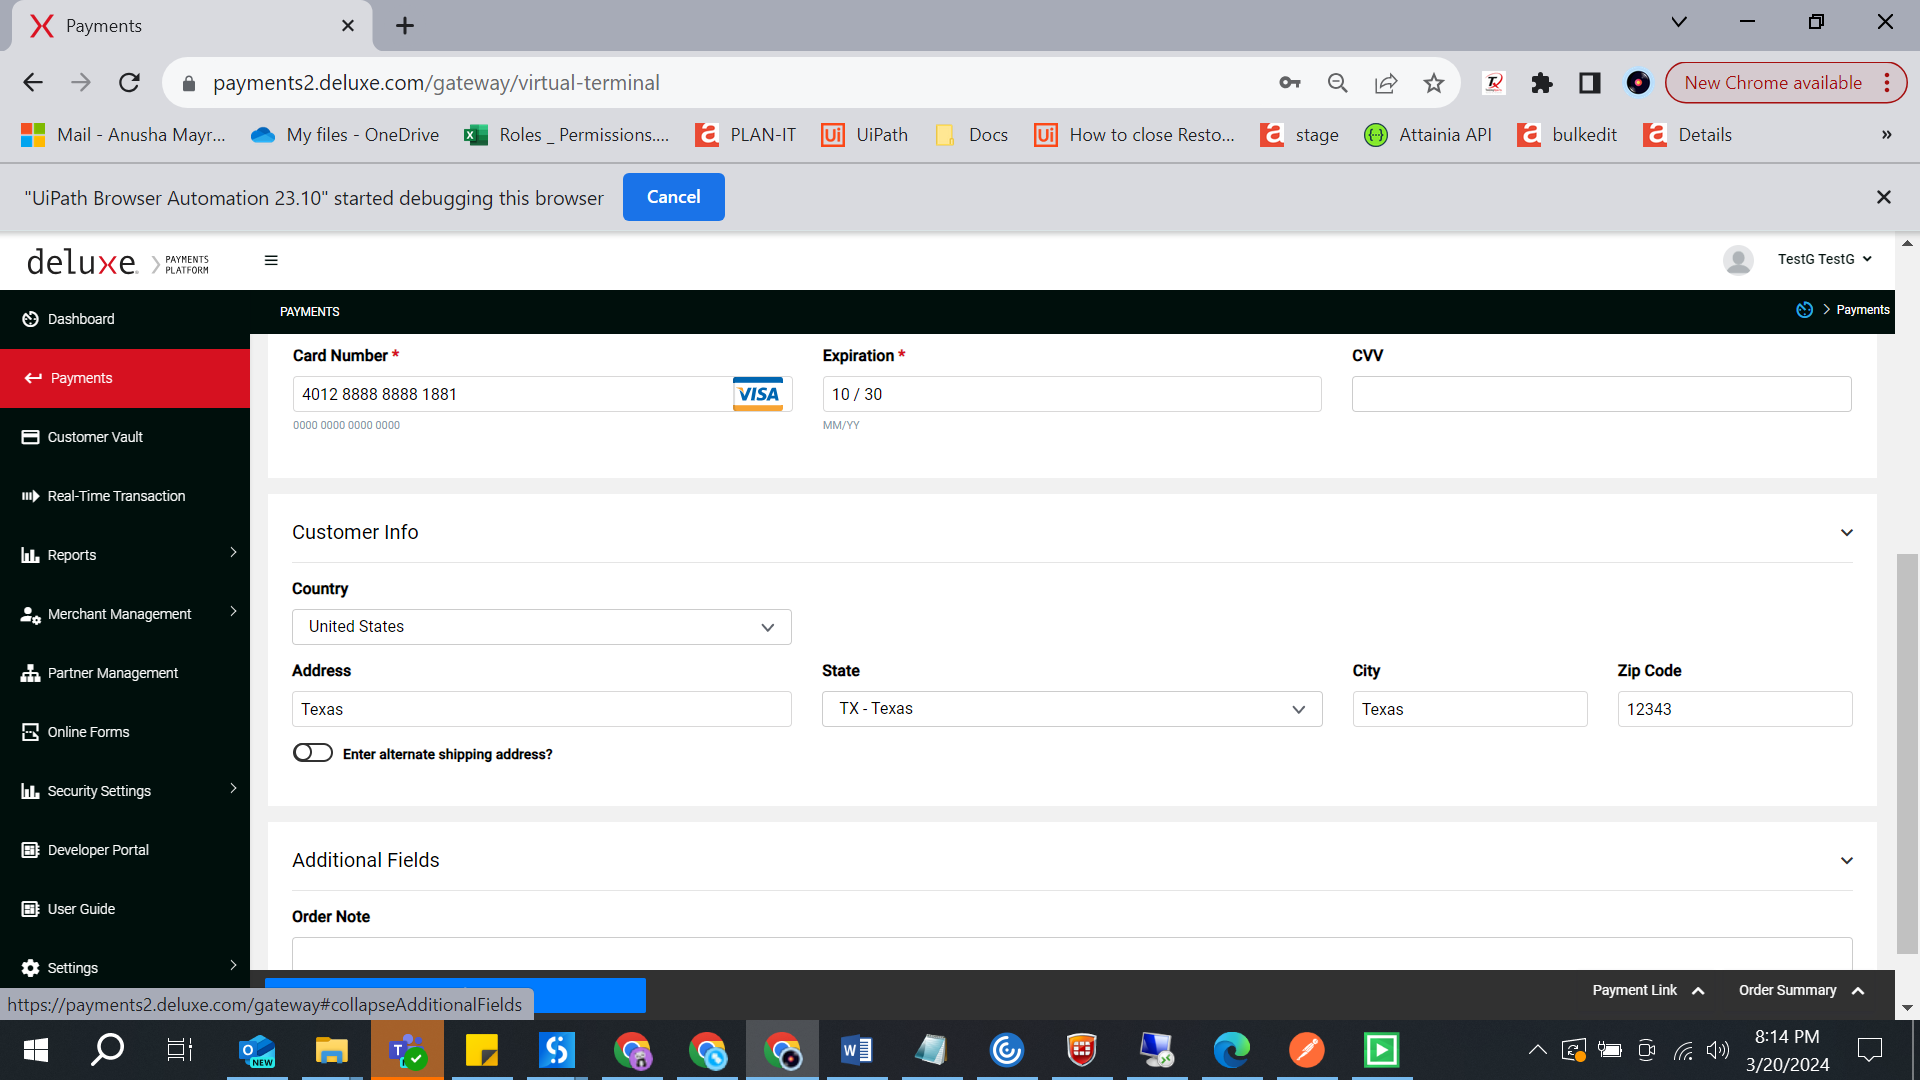 Payments
payments2.deluxe.com/gateway/virtual-terminal
New Chrome available
Mail - Anusha Mayr...
My files - OneDrive
Roles _ Permissions....
PLAN-IT
UiPath
Docs
How to close Resto...
stage
Attainia API
bulkedit
Details
»
"UiPath Browser Automation 23.10" started debugging this browser
Cancel
deluxe. PAYMENTS PLATFORM
TestG TestG
Dashboard
Payments
Customer Vault
Real-Time Transaction
Reports
Merchant Management
Partner Management
Online Forms
Security Settings
Developer Portal
User Guide
Settings
PAYMENTS
Payments
Card Number *
Expiration *
CVV
4012 8888 8888 1881
VISA
10 / 30
0000 0000 0000 0000
MM/YY
Customer Info
Country
United States
Address
State
City
Zip Code
Texas
TX - Texas
Texas
12343
Enter alternate shipping address?
Additional Fields
Order Note
Payment Link
Order Summary
https://payments2.deluxe.com/gateway#collapseAdditionalFields
NEW
8:14 PM
3/20/2024